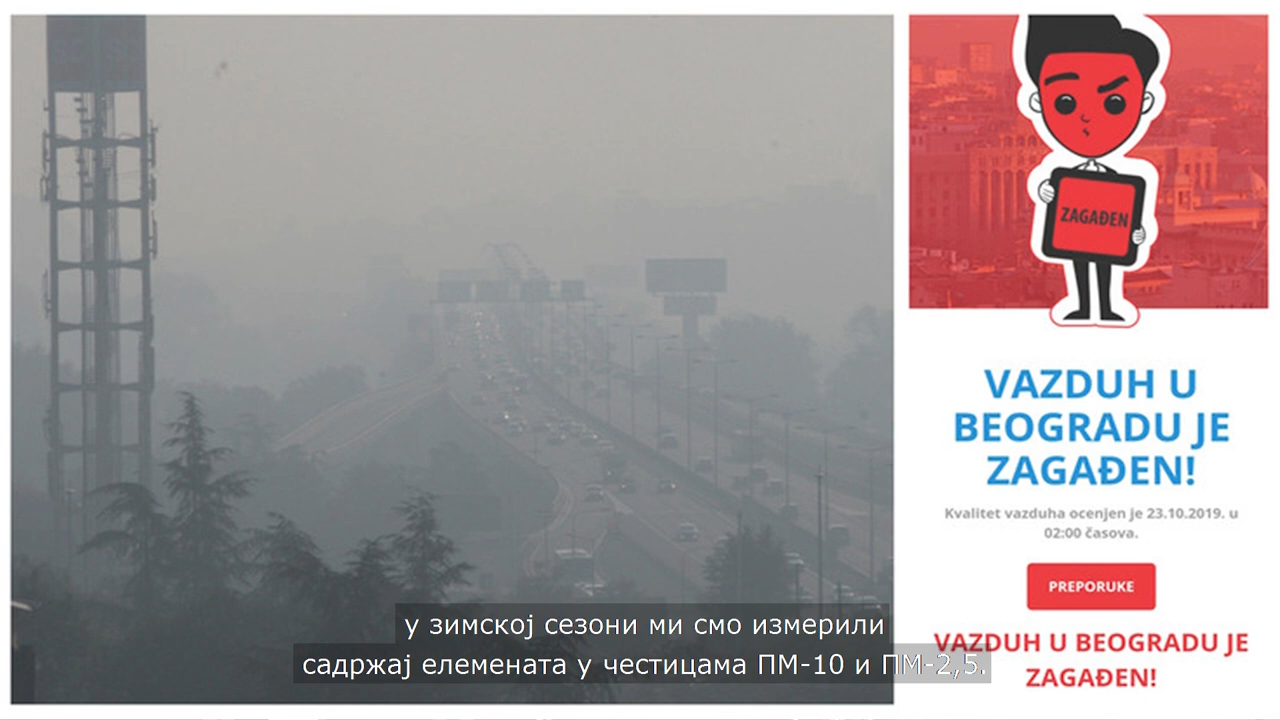 ZAGAĐEN
VAZDUH U
BEOGRADU JE
ZAGAĐEN!
Kvalitet vazduha ocenjen je 23.10.2019. u
02:00 časova.
PREPORUKE
VAZDUH U BEOGRADU JE
ZAGAĐEN!
у зимској сезони ми смо измерили
садржај елемената у честицама ПМ-10 и ПМ-2,5.